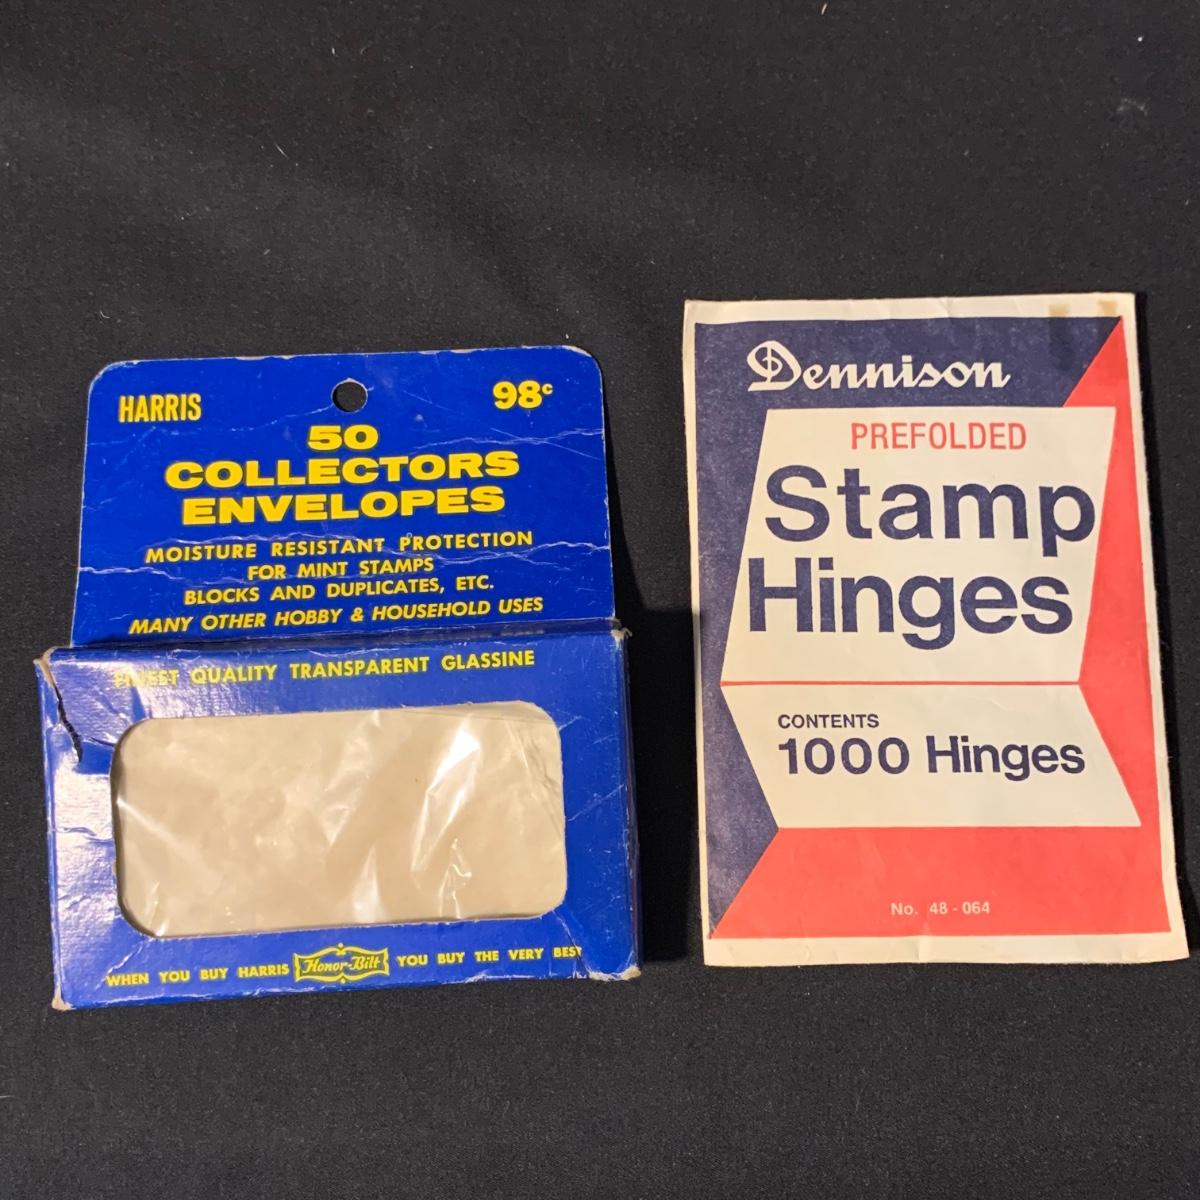 HARRIS
98c
50
COLLECTORS
ENVELOPES
MOISTURE RESISTANT PROTECTION
FOR MINT STAMPS
BLOCKS AND DUPLICATES, ETC.
MANY OTHER HOBBY & HOUSEHOLD USES
FINEST QUALITY TRANSPARENT GLASSINE
WHEN YOU BUY HARRIS Honor-Bilt YOU BUY THE VERY BEST
Dennison
PREFOLDED
Stamp
Hinges
CONTENTS
1000 Hinges
No. 48-064